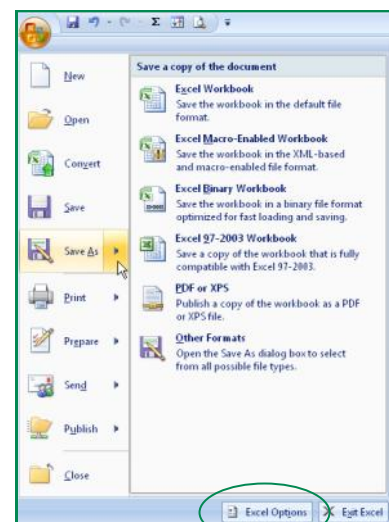 Σ
New
Open
Convert
Save
Save As
Print
Prepare
Send
Publish
Close
Save a copy of the document
Excel Workbook
Save the workbook in the default file
format.
Excel Macro-Enabled Workbook
Save the workbook in the XML-based
and macro-enabled file format.
Excel Binary Workbook
Save the workbook in a binary file format
optimized for fast loading and saving.
Excel 97-2003 Workbook
Save a copy of the workbook that is fully
compatible with Excel 97-2003.
PDF or XPS
Publish a copy of the workbook as a PDF
or XPS file.
Other Formats
Open the Save As dialog box to select
from all possible file types.
Excel Options
Exit Excel